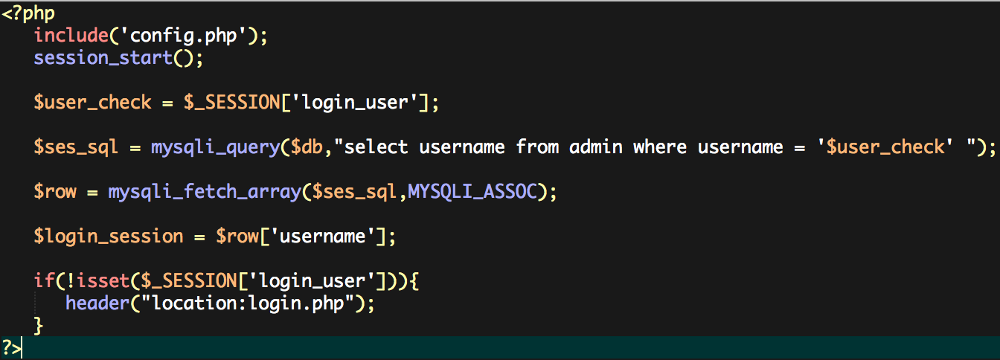 <?php
include('config.php');
session_start();
$user_check = $_SESSION['login_user'];
$ses_sql = mysqli_query($db,"select username from admin where username = '$user_check' ");
$row = mysqli_fetch_array($ses_sql,MYSQLI_ASSOC);
$login_session = $row['username'];
if(!isset($_SESSION['login_user'])){
header("location:login.php");
}
?>